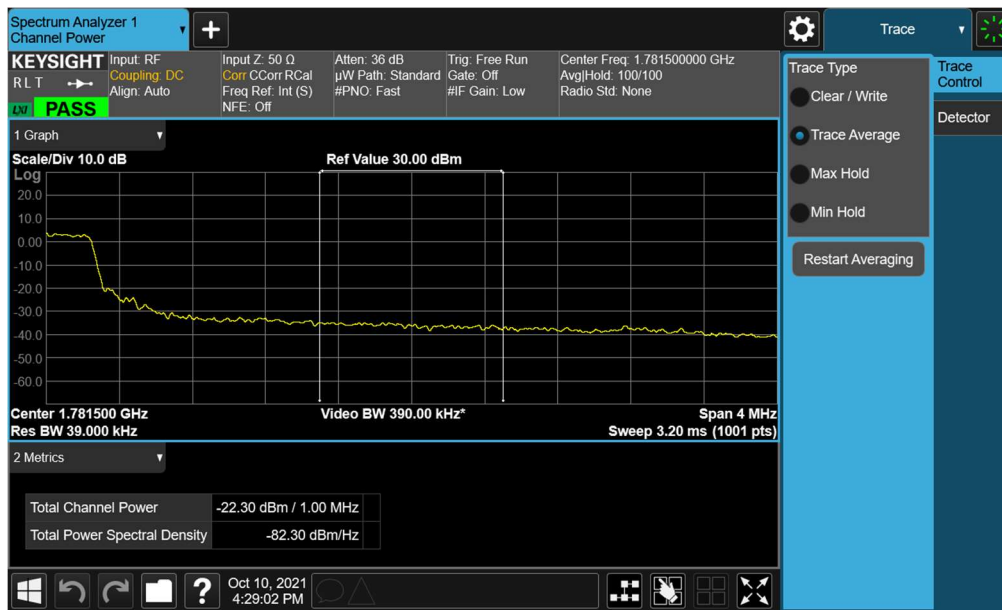 Spectrum Analyzer 1
Channel Power
+
Trace
KEYSIGHT
R L T
LXI
PASS
Input: RF
Coupling: DC
Align: Auto
Input Z: 50 Ω
Corr CCorr RCal
Freq Ref: Int (S)
NFE: Off
Atten: 36 dB
µW Path: Standard
#PNO: Fast
Trig: Free Run
Gate: Off
#IF Gain: Low
Center Freq: 1.781500000 GHz
Avg|Hold: 100/100
Radio Std: None
1 Graph
Scale/Div 10.0 dB
Ref Value 30.00 dBm
Log
20.0
10.0
0.00
-10.0
-20.0
-30.0
-40.0
-50.0
-60.0
Center 1.781500 GHz
Video BW 390.00 kHz*
Span 4 MHz
Res BW 39.000 kHz
Sweep 3.20 ms (1001 pts)
2 Metrics
Total Channel Power -22.30 dBm / 1.00 MHz
Total Power Spectral Density -82.30 dBm/Hz
Trace Type
Clear / Write
Trace Average
Max Hold
Min Hold
Restart Averaging
Trace
Control
Detector
?
Oct 10, 2021
4:29:02 PM